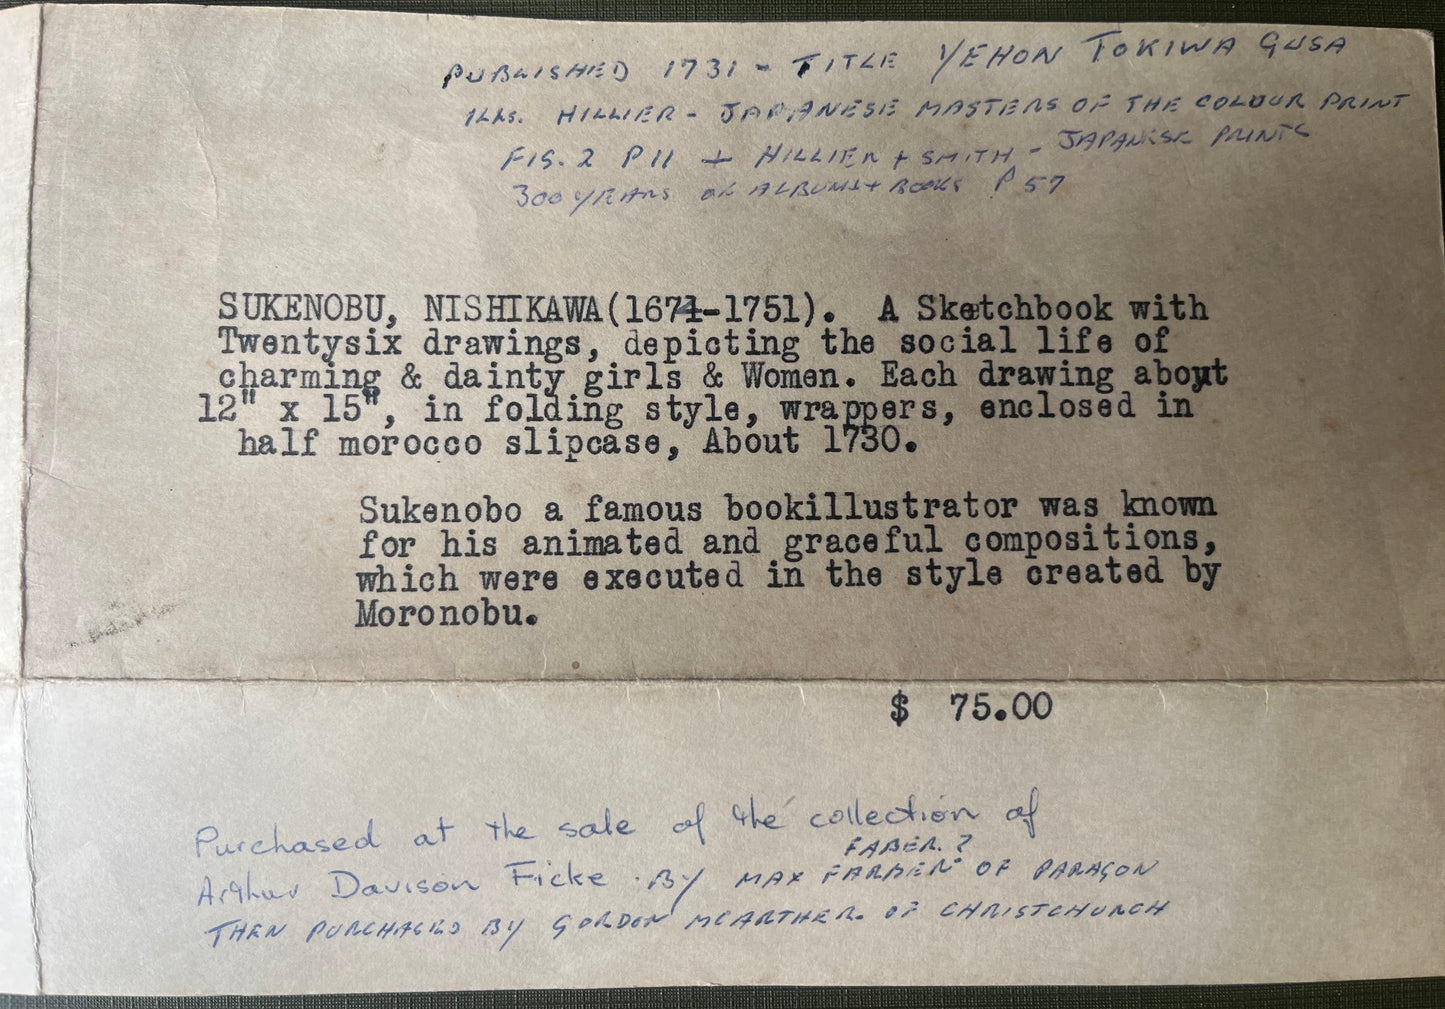 PUBLISHED 1731 - TITLE YEHON TOKIWA GUSA
ILLS. HILLIER - JAPANESE MASTERS OF THE COLOUR PRINT
FIG. 2 P 11 + HILLIER + SMITH - JAPANESE PRINTS
300 YEARS OF ALBUMS + BOOKS P 57
SUKENOBU, NISHIKAWA(1671-1751). A Sketchbook with
Twentysix drawings, depicting the social life of
charming & dainty girls & Women. Each drawing about
12" x 15", in folding style, wrappers, enclosed in
half morocco slipcase, About 1730.
Sukenobo a famous bookillustrator was known
for his animated and graceful compositions,
which were executed in the style created by
Moronobu.
$ 75.00
Purchased at the sale of the collection of
FABER. ?
Arthur Davison Ficke. BY MAX FARMER OF PARAGON
THEN PURCHASED BY GORDON MCARTHER. OF CHRISTCHURCH